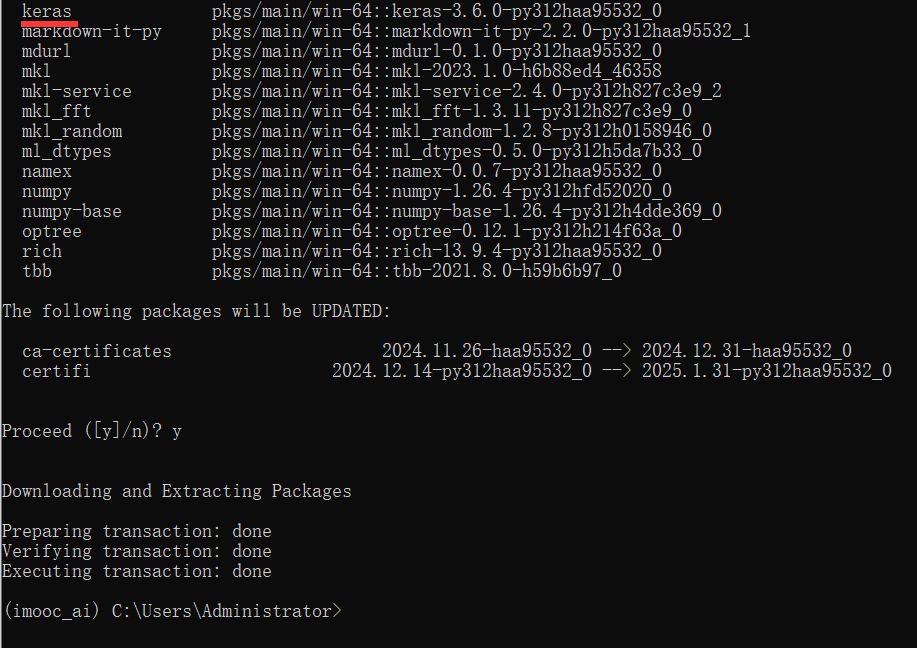 keras pkgs/main/win-64::keras-3.6.0-py312haa95532_0
markdown-it-py pkgs/main/win-64::markdown-it-py-2.2.0-py312haa95532_1
mdurl pkgs/main/win-64::mdurl-0.1.0-py312haa95532_0
mkl pkgs/main/win-64::mkl-2023.1.0-h6b88ed4_46358
mkl-service pkgs/main/win-64::mkl-service-2.4.0-py312h827c3e9_2
mkl_fft pkgs/main/win-64::mkl_fft-1.3.11-py312h827c3e9_0
mkl_random pkgs/main/win-64::mkl_random-1.2.8-py312h0158946_0
ml_dtypes pkgs/main/win-64::ml_dtypes-0.5.0-py312h5da7b33_0
namex pkgs/main/win-64::namex-0.0.7-py312haa95532_0
numpy pkgs/main/win-64::numpy-1.26.4-py312hfd52020_0
numpy-base pkgs/main/win-64::numpy-base-1.26.4-py312h4dde369_0
optree pkgs/main/win-64::optree-0.12.1-py312h214f63a_0
rich pkgs/main/win-64::rich-13.9.4-py312haa95532_0
tbb pkgs/main/win-64::tbb-2021.8.0-h59b6b97_0
The following packages will be UPDATED:
ca-certificates 2024.11.26-haa95532_0 --> 2024.12.31-haa95532_0
certifi 2024.12.14-py312haa95532_0 --> 2025.1.31-py312haa95532_0
Proceed ([y]/n)? y
Downloading and Extracting Packages
Preparing transaction: done
Verifying transaction: done
Executing transaction: done
(imooc_ai) C:\Users\Administrator>